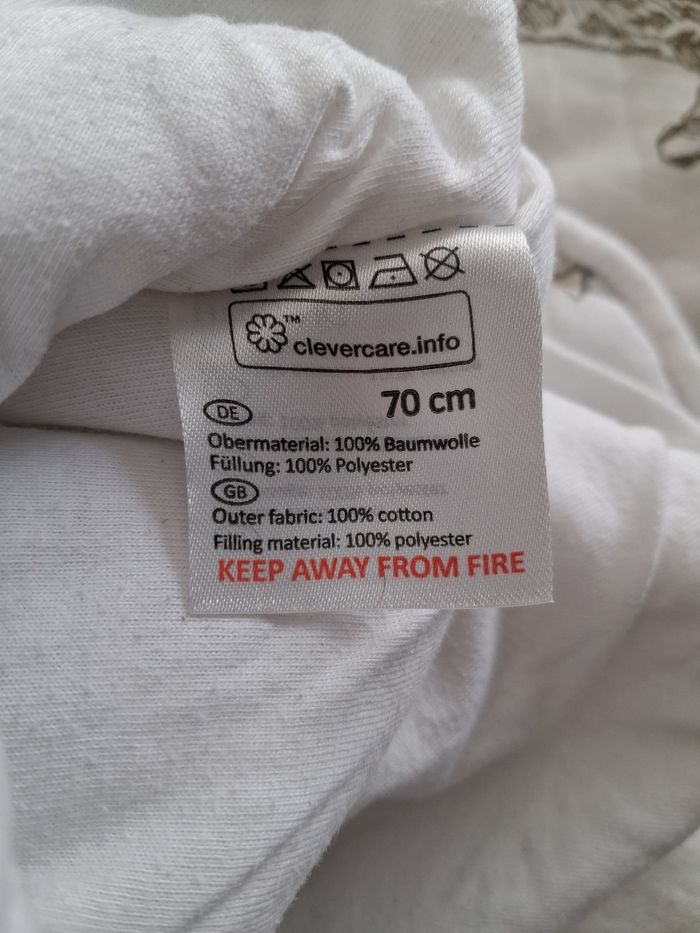 ™
clevercare.info
70 cm
DE
Obermaterial: 100% Baumwolle
Füllung: 100% Polyester
GB
Outer fabric: 100% cotton
Filling material: 100% polyester
KEEP AWAY FROM FIRE